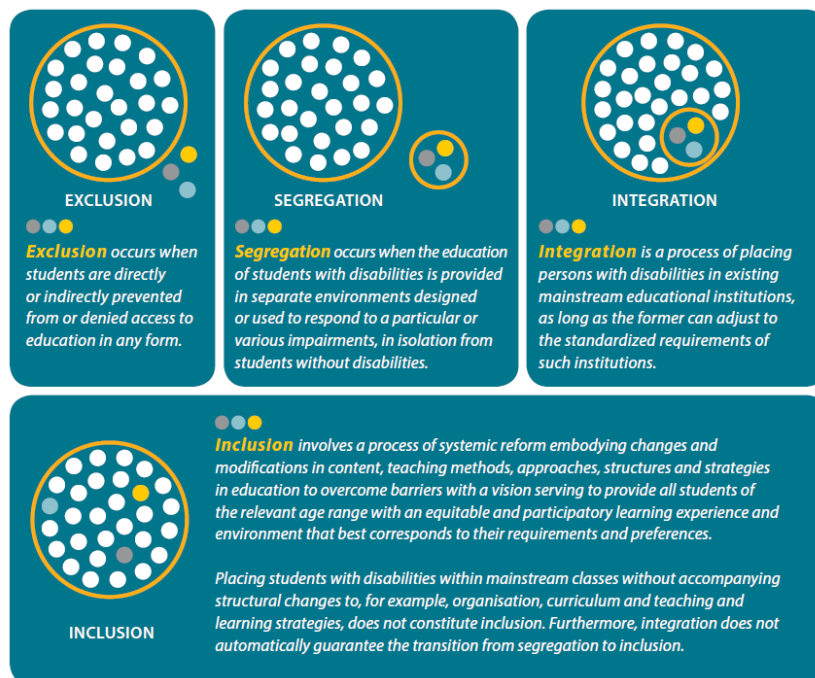 EXCLUSION
Exclusion occurs when
students are directly
or indirectly prevented
from or denied access to
education in any form.
SEGREGATION
Segregation occurs when the education
of students with disabilities is provided
in separate environments designed
or used to respond to a particular or
various impairments, in isolation from
students without disabilities.
INTEGRATION
Integration is a process of placing
persons with disabilities in existing
mainstream educational institutions,
as long as the former can adjust to
the standardized requirements of
such institutions.
INCLUSION
Inclusion involves a process of systemic reform embodying changes and
modifications in content, teaching methods, approaches, structures and strategies
in education to overcome barriers with a vision serving to provide all students of
the relevant age range with an equitable and participatory learning experience and
environment that best corresponds to their requirements and preferences.
Placing students with disabilities within mainstream classes without accompanying
structural changes to, for example, organisation, curriculum and teaching and
learning strategies, does not constitute inclusion. Furthermore, integration does not
automatically guarantee the transition from segregation to inclusion.